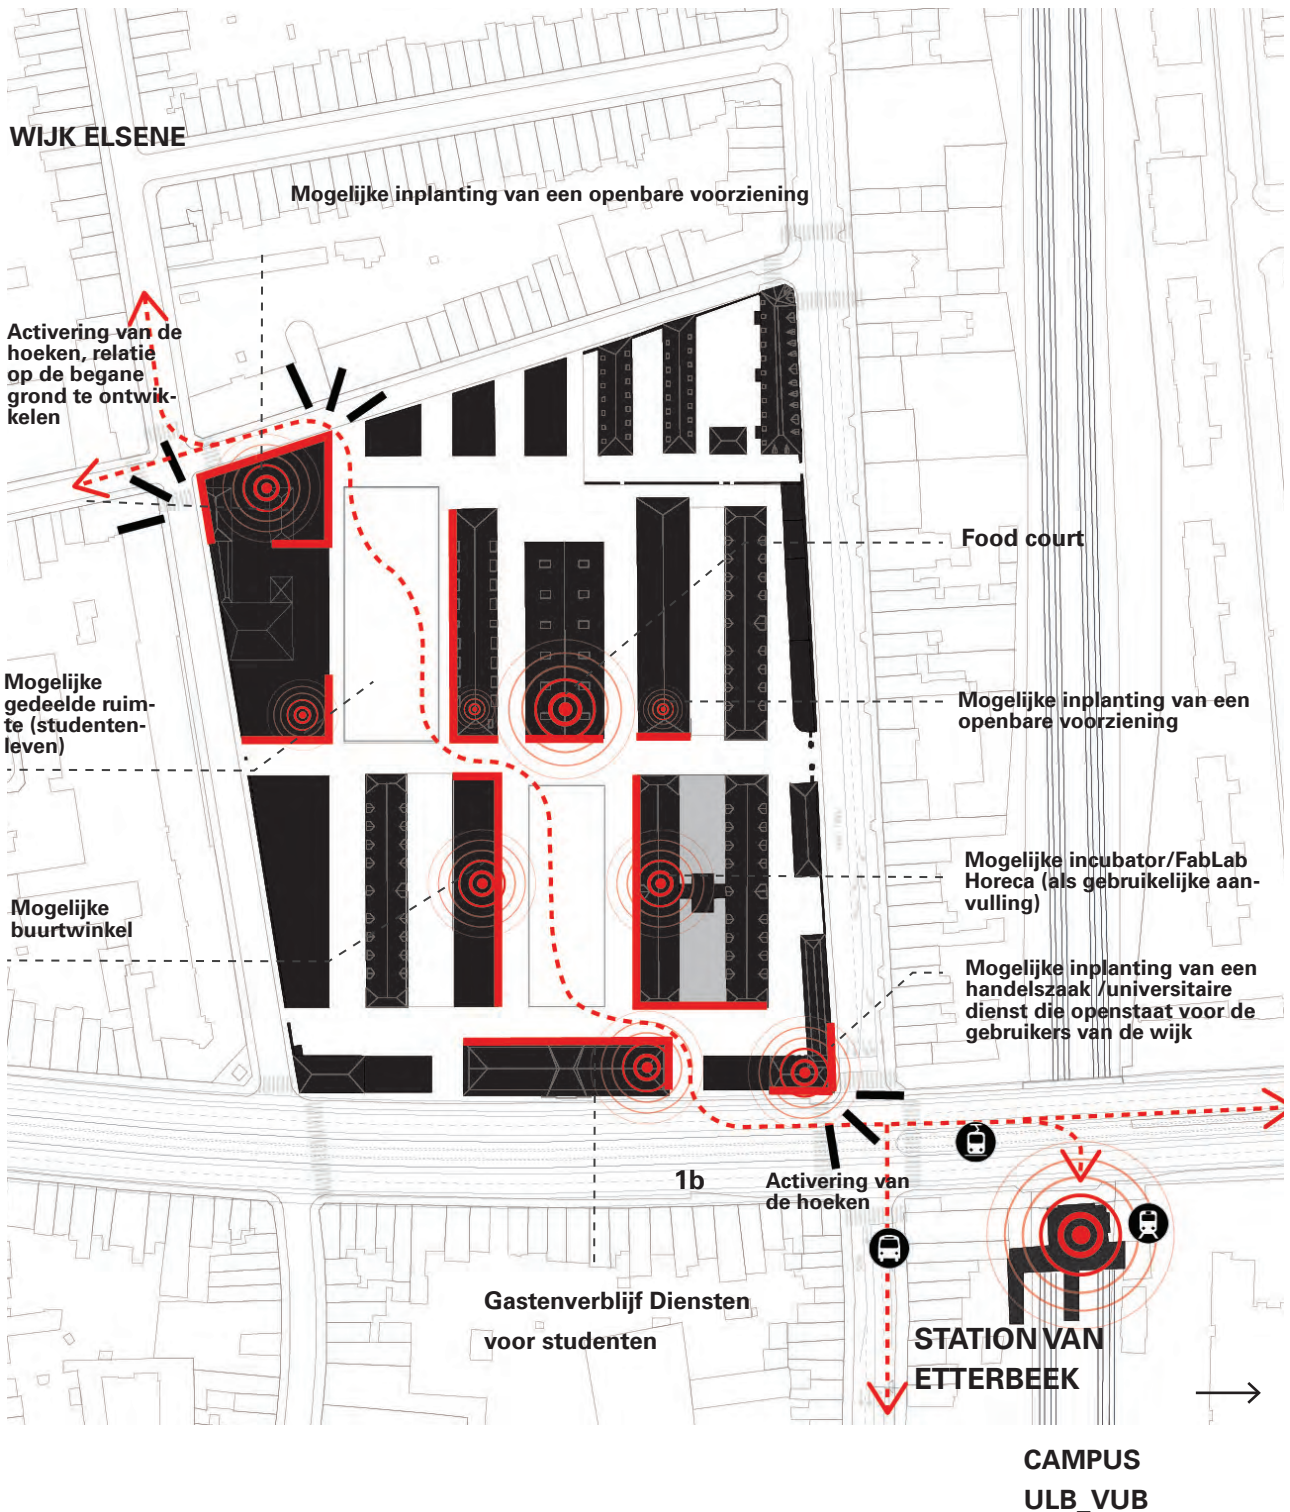 WIJK ELSENE
Mogelijke inplanting van een openbare voorziening
Activering van de
hoeken, relatie
op de begane
grond te ontwik-
kelen
Food court
Mogelijke
gedeelde ruim-
te (studenten-
leven)
Mogelijke inplanting van een
openbare voorziening
Mogelijke incubator/FabLab
Horeca (als gebruikelijke aan-
vulling)
Mogelijke
buurtwinkel
Mogelijke inplanting van een
handelszaak /universitaire
dienst die openstaat voor de
gebruikers van de wijk
1b
Activering van
de hoeken
Gastenverblijf Diensten
voor studenten
STATION VAN
ETTERBEEK
CAMPUS
ULB_VUB